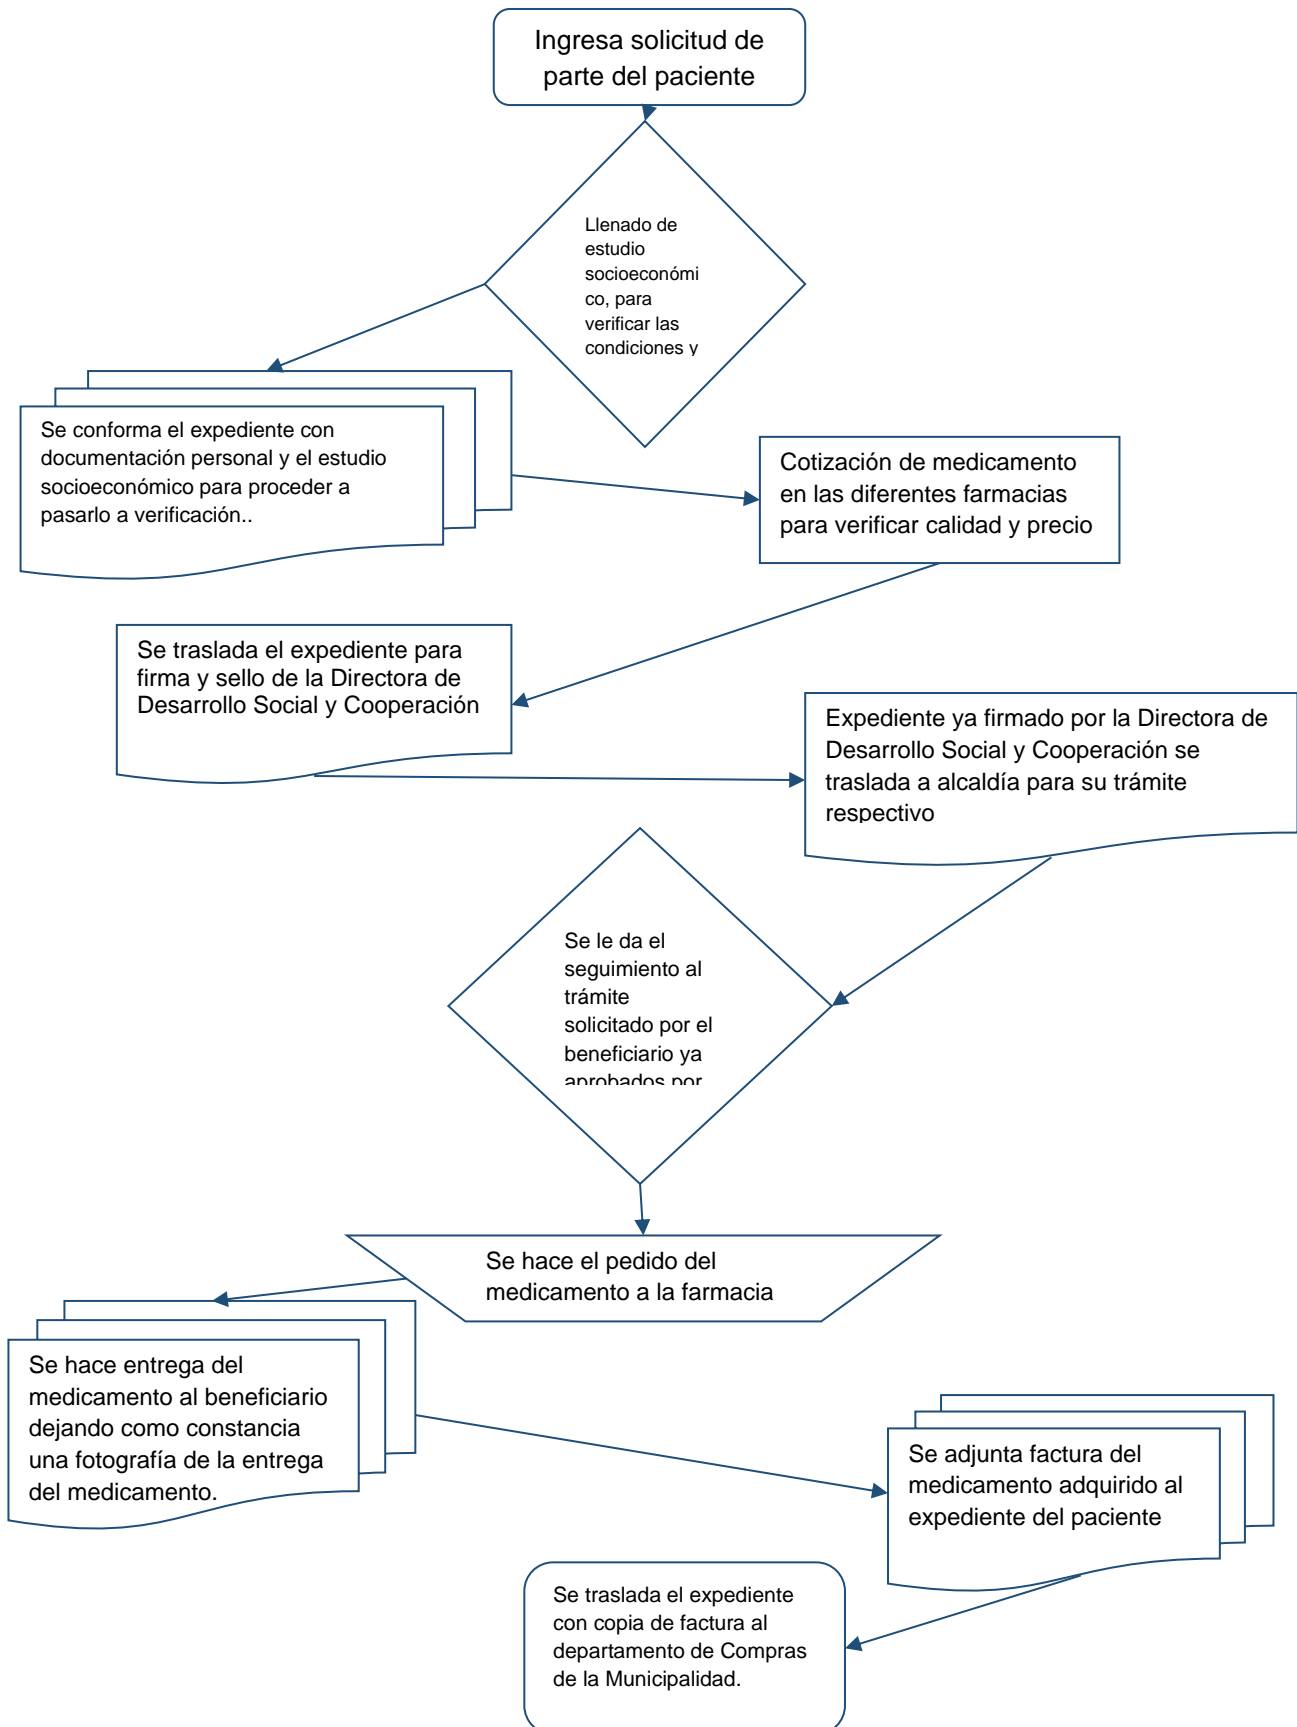 Ingresa solicitud de
parte del paciente
Llenado de
estudio
socioeconómi
co, para
verificar las
condiciones y
Se conforma el expediente con
documentación personal y el estudio
socioeconómico para proceder a
pasarlo a verificación..
Cotización de medicamento
en las diferentes farmacias
para verificar calidad y precio
Se traslada el expediente para
firma y sello de la Directora de
Desarrollo Social y Cooperación
Expediente ya firmado por la Directora de
Desarrollo Social y Cooperación se
traslada a alcaldía para su trámite
respectivo
Se le da el
seguimiento al
trámite
solicitado por el
beneficiario ya
aprobados por
Se hace el pedido del
medicamento a la farmacia
Se hace entrega del
medicamento al beneficiario
dejando como constancia
una fotografía de la entrega
del medicamento.
Se adjunta factura del
medicamento adquirido al
expediente del paciente
Se traslada el expediente
con copia de factura al
departamento de Compras
de la Municipalidad.